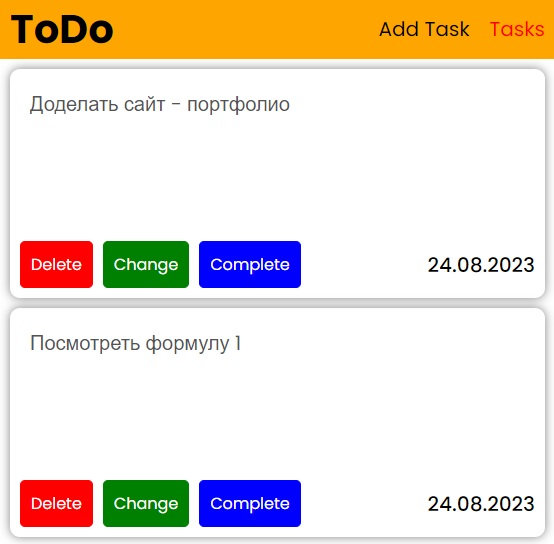 ToDo Add Task Tasks
Доделать сайт - портфолио
Delete Change Complete 24.08.2023
Посмотреть формулу 1
Delete Change Complete 24.08.2023